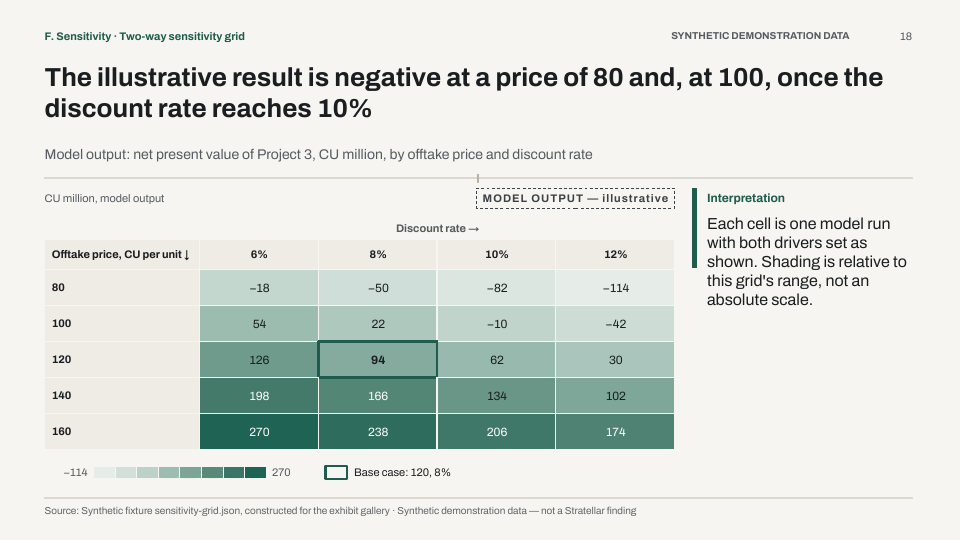 F. Sensitivity · Two-way sensitivity grid
SYNTHETIC DEMONSTRATION DATA
18
The illustrative result is negative at a price of 80 and, at 100, once the
discount rate reaches 10%
Model output: net present value of Project 3, CU million, by offtake price and discount rate
CU million, model output
MODEL OUTPUT — illustrative
Discount rate →
Offtake price, CU per unit ↓ 6% 8% 10% 12%
80 −18 −50 −82 −114
100 54 22 −10 −42
120 126 94 62 30
140 198 166 134 102
160 270 238 206 174
−114 270 Base case: 120, 8%
Interpretation
Each cell is one model run
with both drivers set as
shown. Shading is relative to
this grid's range, not an
absolute scale.
Source: Synthetic fixture sensitivity-grid.json, constructed for the exhibit gallery · Synthetic demonstration data — not a Stratellar finding